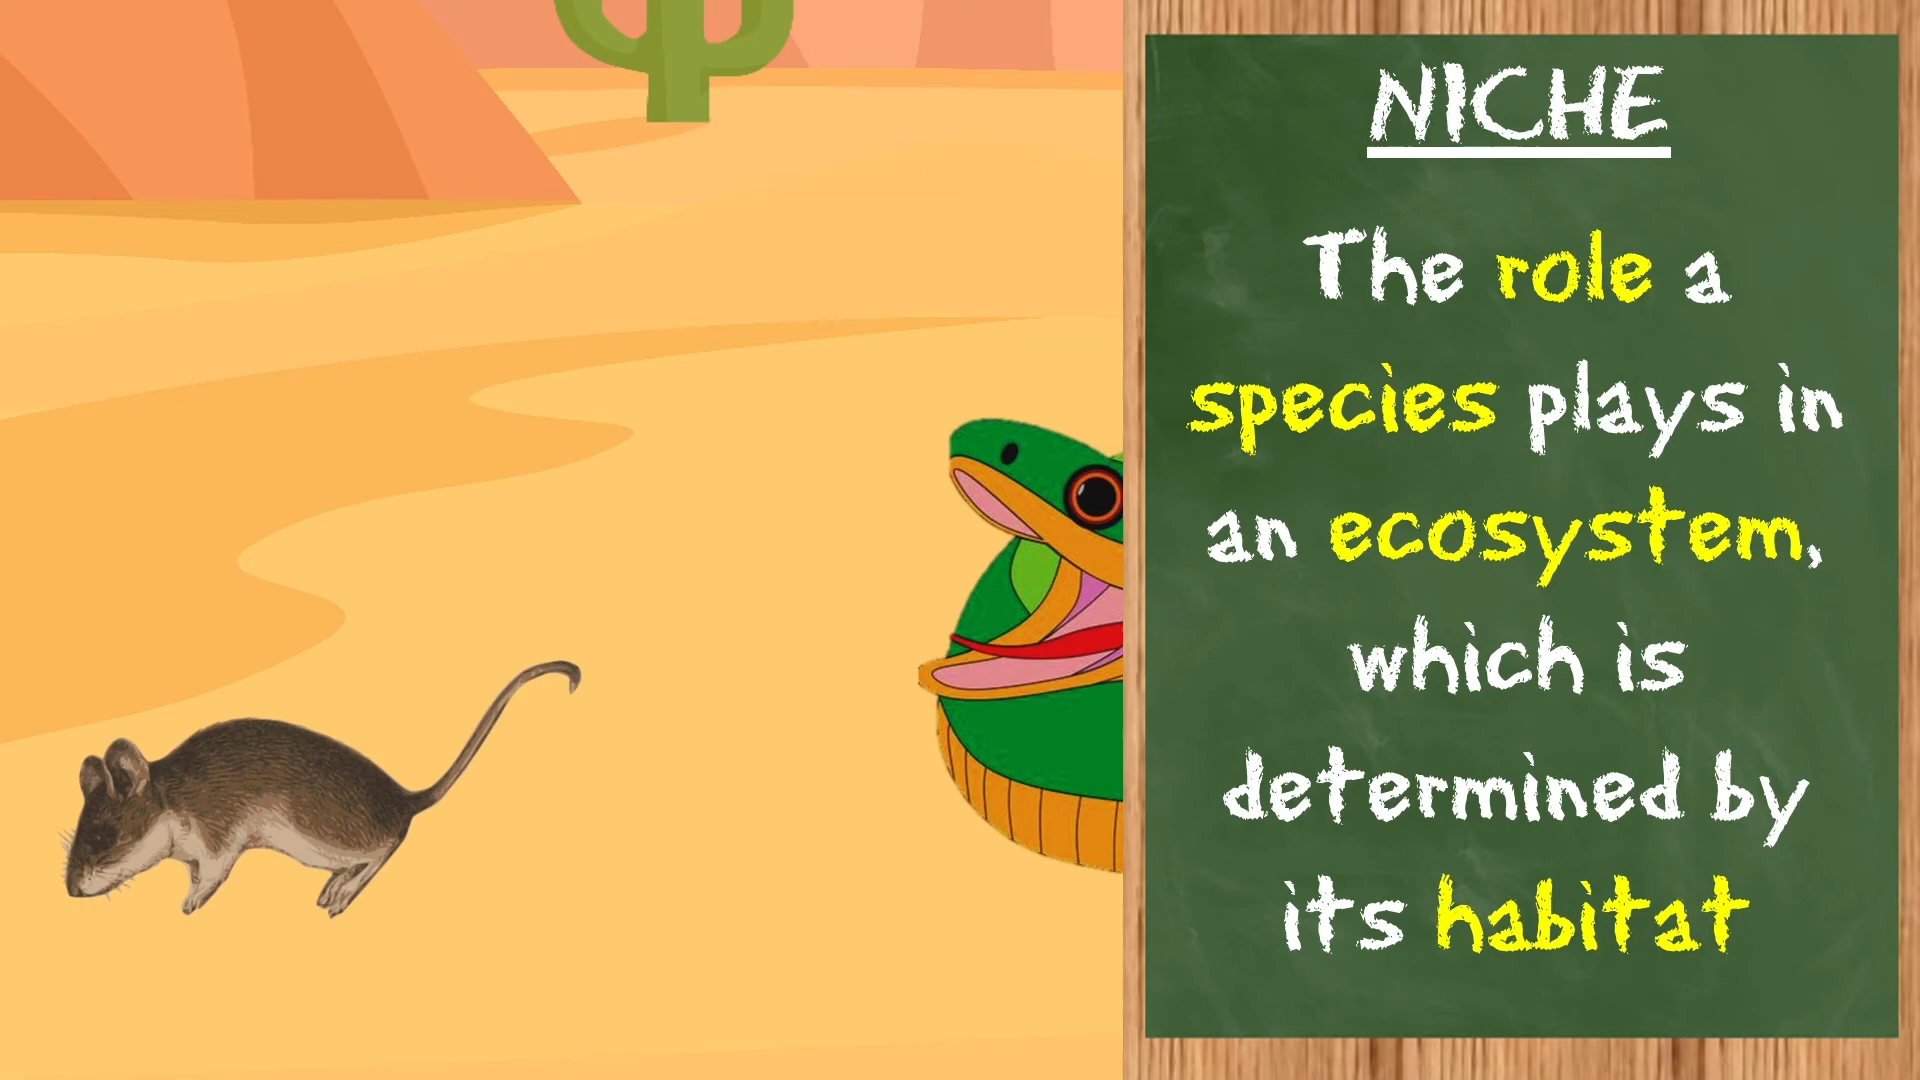 NICHE
The role a
species plays in
an ecosystem,
which is
determined by
its habitat